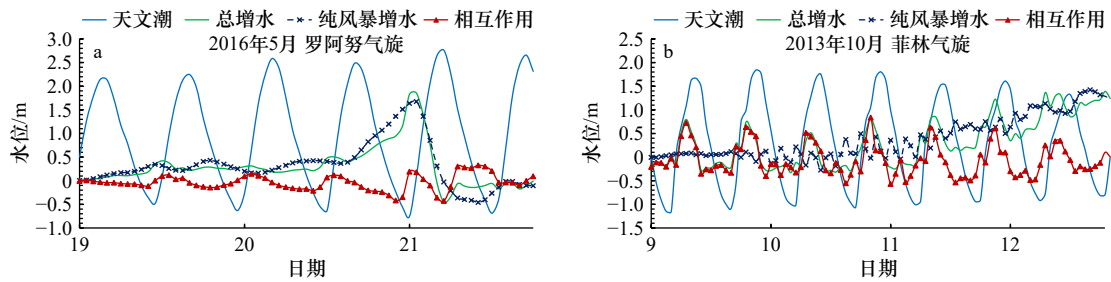 天文潮 总增水 纯风暴增水 相互作用
a
2016年5月 罗阿努气旋
3.0
2.5
2.0
1.5
1.0
0.5
0
−0.5
−1.0
水位/m
19 20 21
日期
天文潮 总增水 纯风暴增水 相互作用
b
2013年10月 菲林气旋
2.5
2.0
1.5
1.0
0.5
0
−0.5
−1.0
1.5
水位/m
9 10 11 12
日期